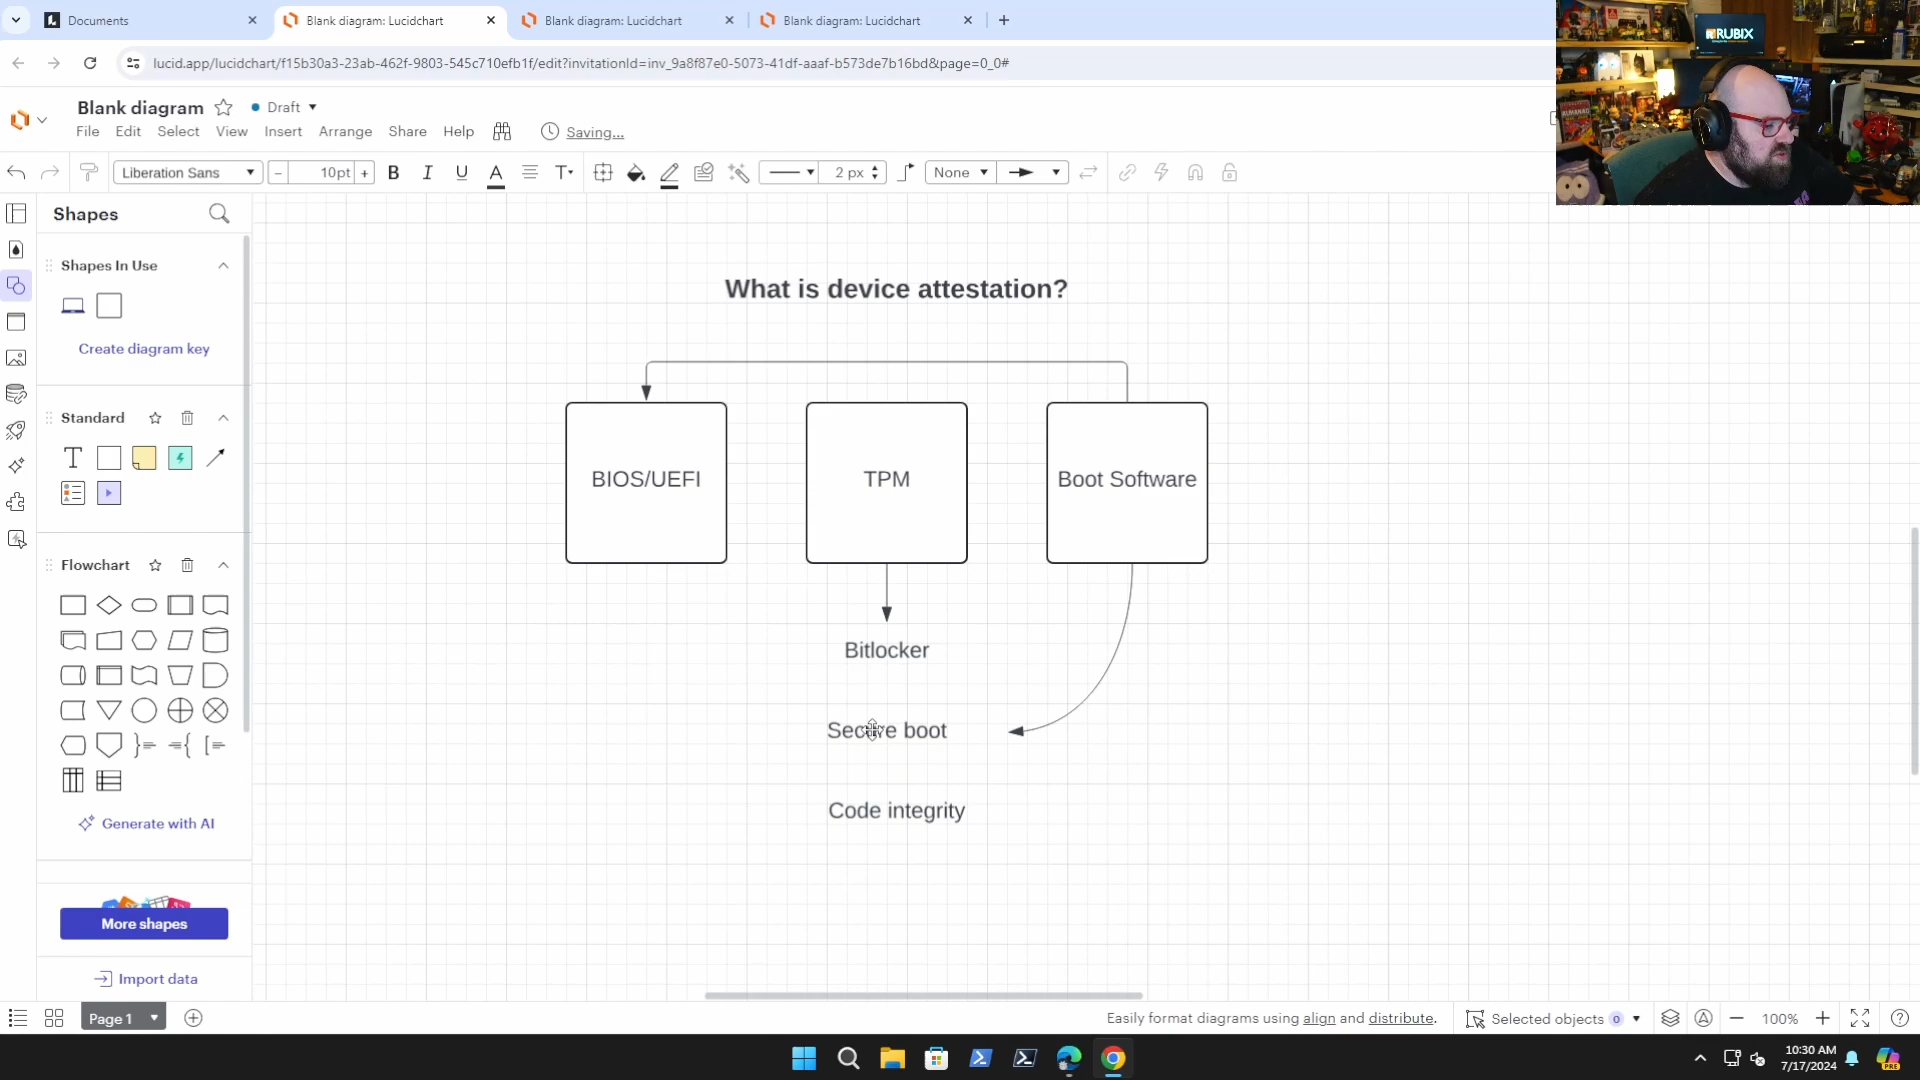 Documents
Blank diagram: Lucidchart
Blank diagram: Lucidchart
Blank diagram: Lucidchart
lucid.app/lucidchart/f15b30a3-23ab-462f-9803-545c710efb1f/edit?invitationId=inv_9a8f87e0-5073-41df-aaaf-b573de7b16bd&page=0_0#
RUBIX
Blank diagram
Draft
File Edit Select View Insert Arrange Share Help
Saving...
Liberation Sans
10pt
B I U A T
2 px
None
Shapes
Shapes In Use
Create diagram key
Standard
T
Flowchart
Generate with AI
More shapes
Import data
What is device attestation?
BIOS/UEFI
TPM
Boot Software
Bitlocker
Secure boot
Code integrity
Page 1
Easily format diagrams using align and distribute.
Selected objects 0
100%
10:30 AM
7/17/2024
PRE